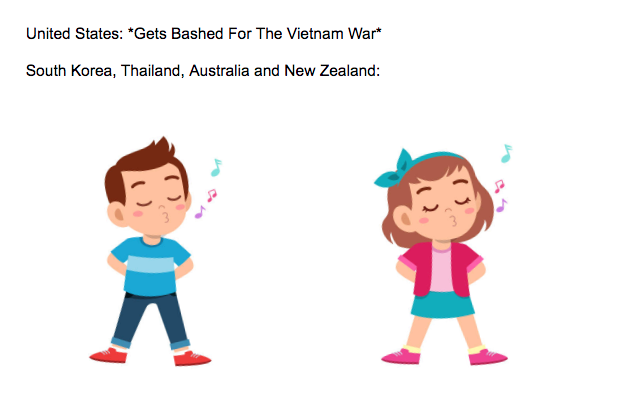 United States: *Gets Bashed For The Vietnam War*
South Korea, Thailand, Australia and New Zealand: